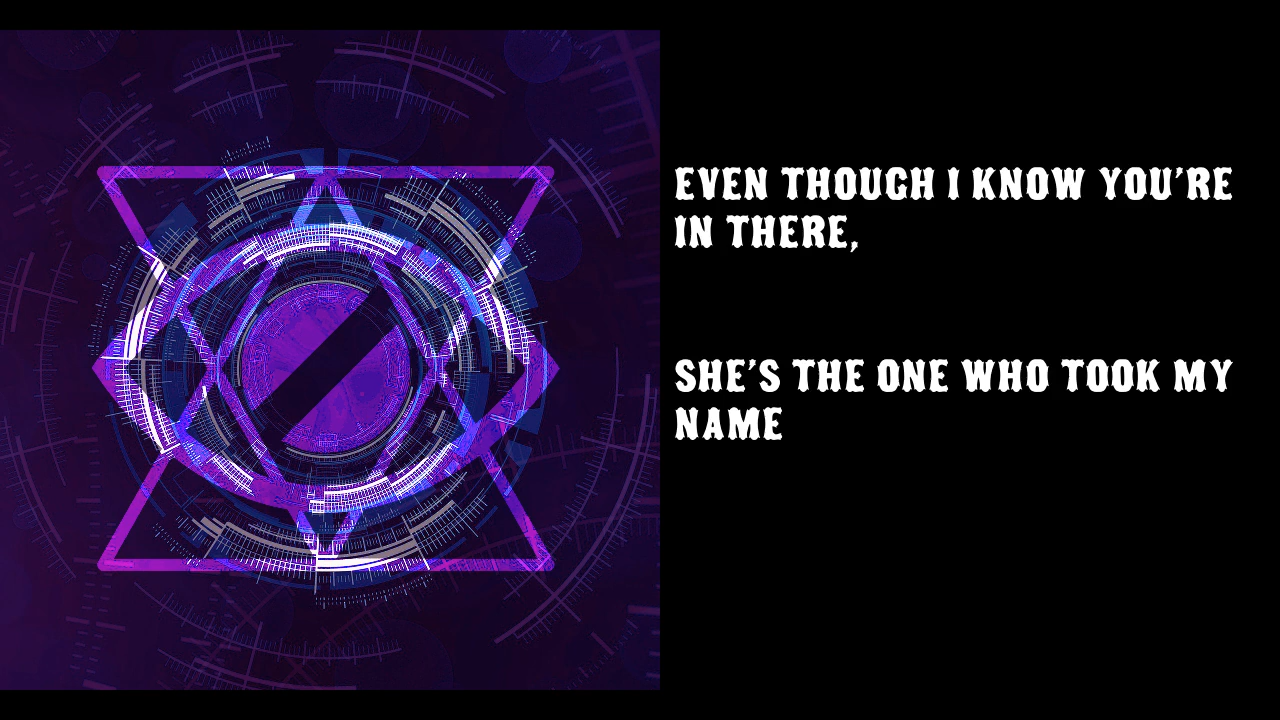 EVEN THOUGH I KNOW YOU'RE
IN THERE,
SHE'S THE ONE WHO TOOK MY
NAME